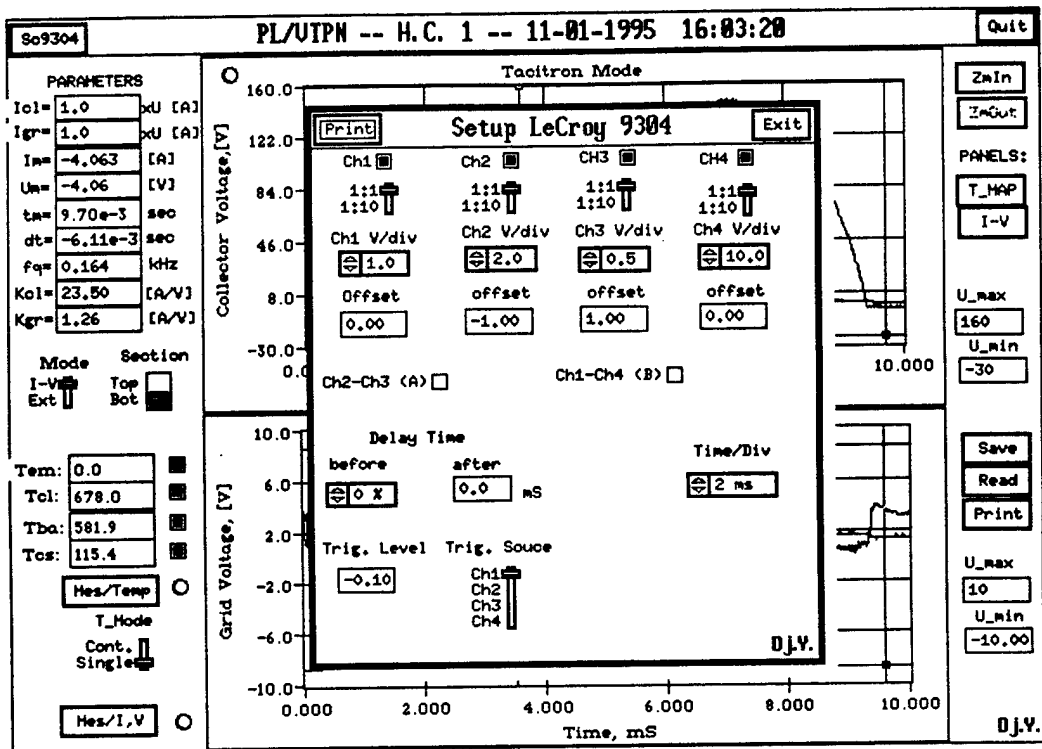 So9304
PL/VTPN -- H.C. 1 -- 11-01-1995 16:03:20
Quit
PARAMETERS
Icl= 1.0 xU [A]
Igr= 1.0 xU [A]
Im= -4.063 [A]
Um= -4.06 [V]
tm= 9.70e-3 sec
dt= -6.11e-3 sec
fq= 0.164 kHz
Kcl= 23.50 [A/V]
Kgr= 1.26 [A/V]
Mode
Section
I-V
Ext
Top
Bot
Tem: 0.0
Tcl: 678.0
Tba: 581.9
Tcs: 115.4
Mes/Temp
T_Mode
Cont.
Single
Mes/I,V
Tacitron Mode
Collector Voltage,[V]
160.0
122.0
84.0
46.0
8.0
-30.0
0.0
10.000
Setup LeCroy 9304
Print
Exit
Ch1
Ch2
CH3
CH4
1:1
1:10
1:1
1:10
1:1
1:10
1:1
1:10
Ch1 V/div
Ch2 V/div
Ch3 V/div
Ch4 V/div
1.0
2.0
0.5
10.0
Offset
offset
offset
offset
0.00
-1.00
1.00
0.00
Ch2-Ch3 (A)
Ch1-Ch4 (B)
Delay Time
before
after
Time/Div
0 %
0.0 mS
2 ms
Trig. Level
Trig. Souce
-0.10
Ch1
Ch2
Ch3
Ch4
Dj.Y.
Grid Voltage, [V]
10.0
6.0
2.0
-2.0
-6.0
-10.0
0.000
2.000
4.000
6.000
8.000
10.000
Time, mS
ZmIn
ZmOut
PANELS:
T_MAP
I-V
U_max
160
U_min
-30
Save
Read
Print
U_max
10
U_min
-10.00
Dj.Y.